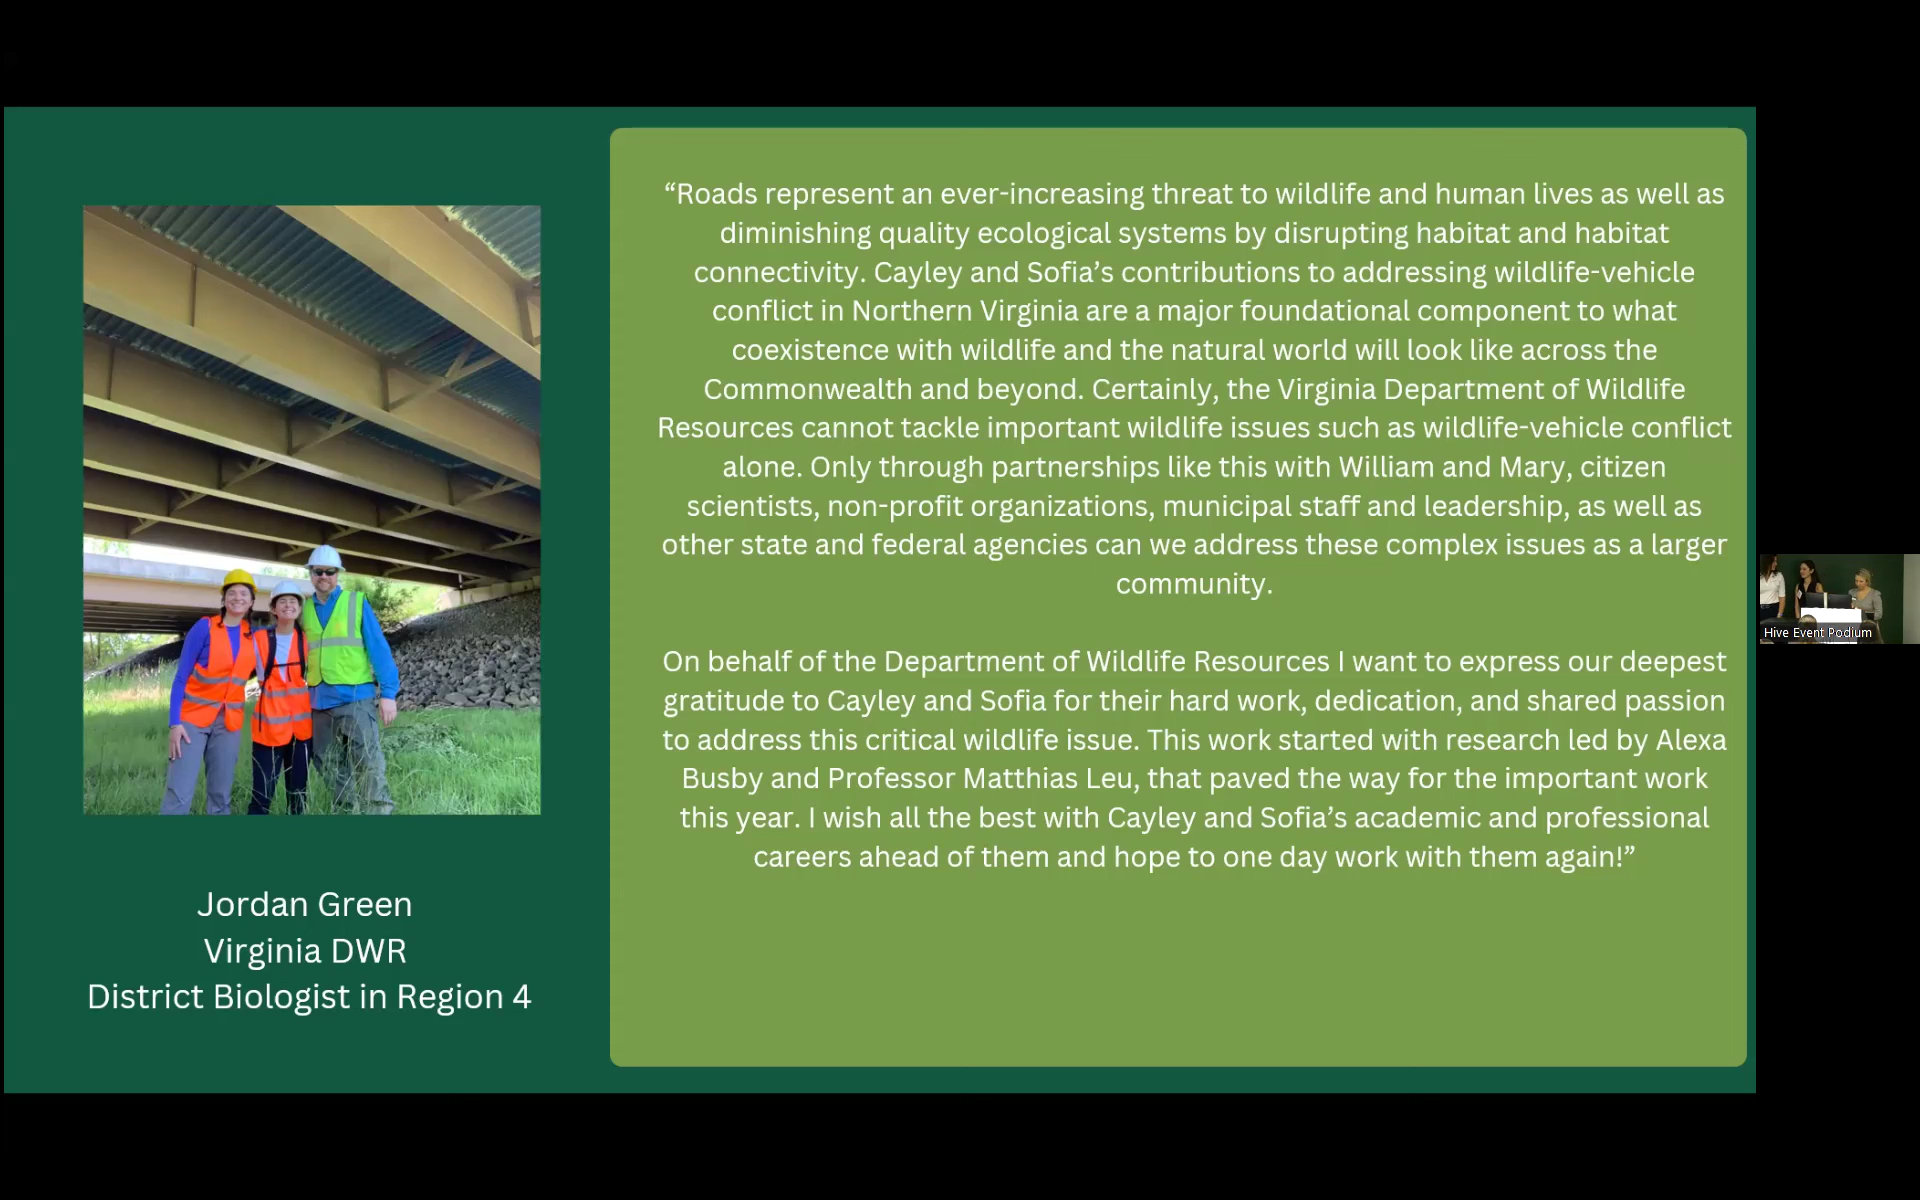 Jordan Green
Virginia DWR
District Biologist in Region 4
“Roads represent an ever-increasing threat to wildlife and human lives as well as
diminishing quality ecological systems by disrupting habitat and habitat
connectivity. Cayley and Sofia’s contributions to addressing wildlife-vehicle
conflict in Northern Virginia are a major foundational component to what
coexistence with wildlife and the natural world will look like across the
Commonwealth and beyond. Certainly, the Virginia Department of Wildlife
Resources cannot tackle important wildlife issues such as wildlife-vehicle conflict
alone. Only through partnerships like this with William and Mary, citizen
scientists, non-profit organizations, municipal staff and leadership, as well as
other state and federal agencies can we address these complex issues as a larger
community.
On behalf of the Department of Wildlife Resources I want to express our deepest
gratitude to Cayley and Sofia for their hard work, dedication, and shared passion
to address this critical wildlife issue. This work started with research led by Alexa
Busby and Professor Matthias Leu, that paved the way for the important work
this year. I wish all the best with Cayley and Sofia’s academic and professional
careers ahead of them and hope to one day work with them again!”
Hive Event Podium